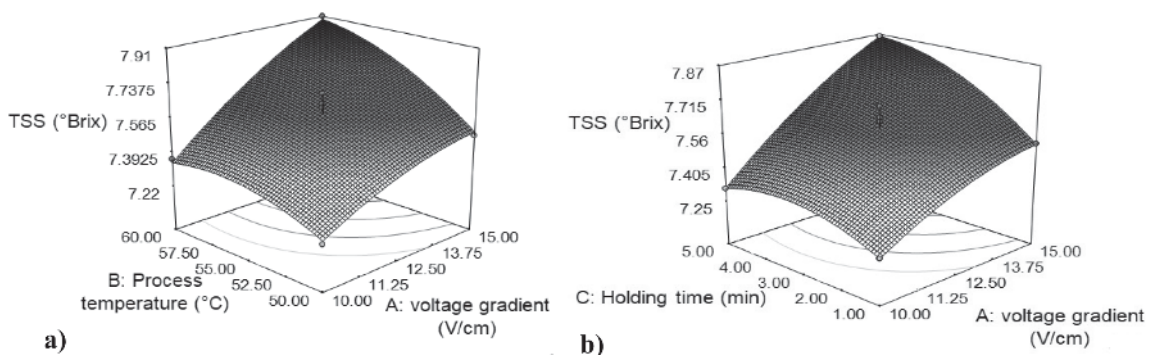 7.91
7.7375
TSS (°Brix)
7.565
7.3925
7.22
60.00
57.50
55.00
52.50
50.00
B: Process
temperature (°C)
15.00
13.75
12.50
11.25
10.00
A: voltage gradient
(V/cm)
a)
7.87
7.715
TSS (°Brix)
7.56
7.405
7.25
5.00
4.00
3.00
2.00
1.00
C: Holding time (min)
15.00
13.75
12.50
11.25
10.00
A: voltage gradient
(V/cm)
b)